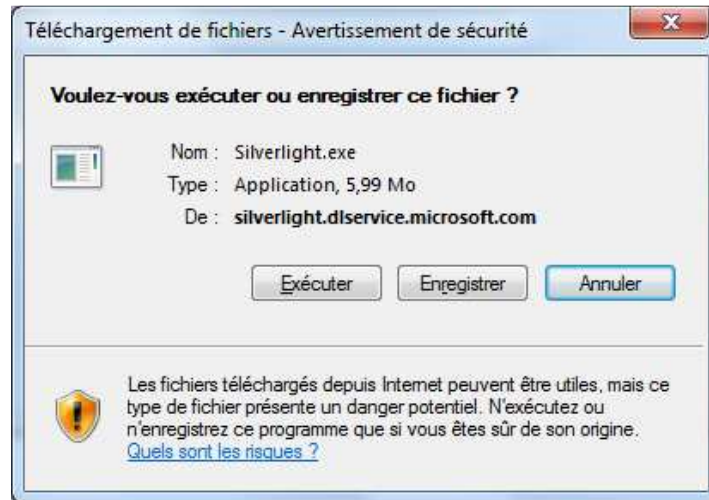 Téléchargement de fichiers - Avertissement de sécurité
Voulez-vous exécuter ou enregistrer ce fichier ?
Nom : Silverlight.exe
Type : Application, 5,99 Mo
De : silverlight.dlservice.microsoft.com
Exécuter Enregistrer Annuler
Les fichiers téléchargés depuis Internet peuvent être utiles, mais ce
type de fichier présente un danger potentiel. N'exécutez ou
n'enregistrez ce programme que si vous êtes sûr de son origine.
Quels sont les risques ?